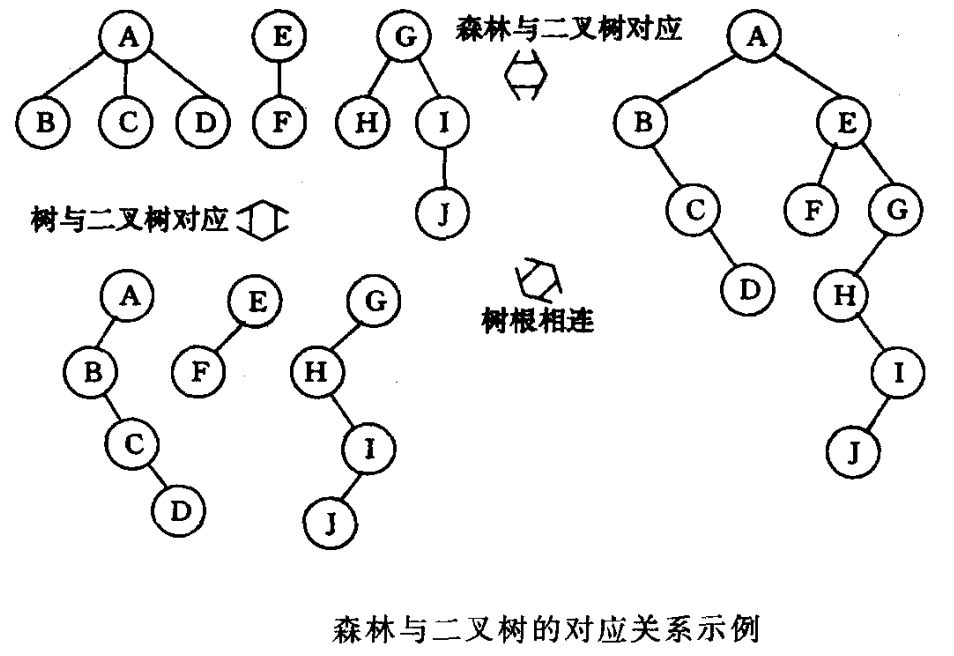 A E G 森林与二叉树对应 A
B C D F H I B E
J C F G
树与二叉树对应
D H
A E G 树根相连
B F H I
C I J
D J
森林与二叉树的对应关系示例